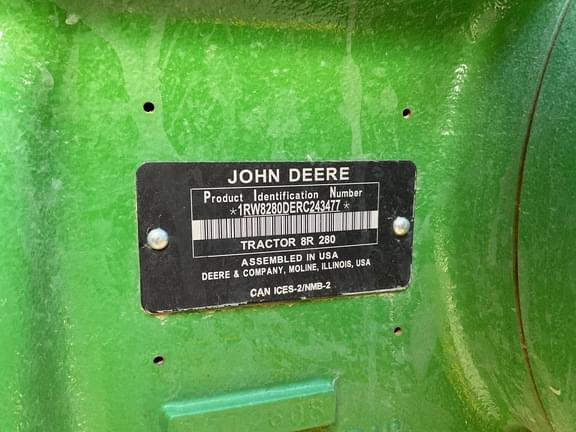 JOHN DEERE
Product Identification Number
*1RW8280DERC243477*
TRACTOR 8R 280
ASSEMBLED IN USA
DEERE & COMPANY, MOLINE, ILLINOIS, USA
CAN ICES-2/NMB-2